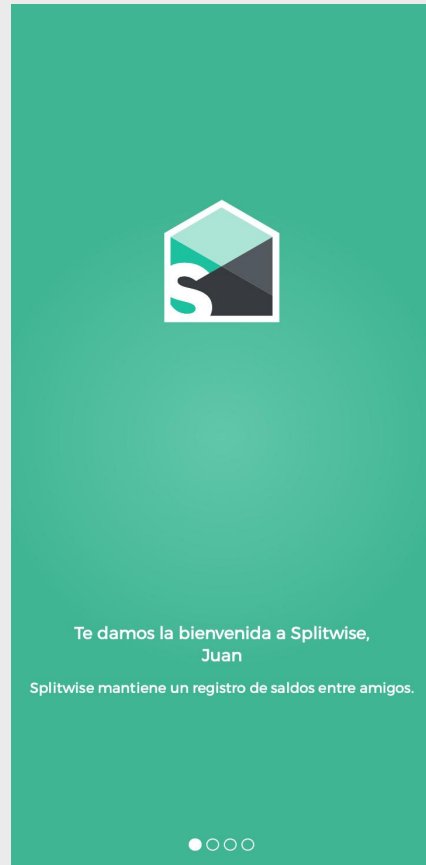 S
Te damos la bienvenida a Splitwise,
Juan
Splitwise mantiene un registro de saldos entre amigos.